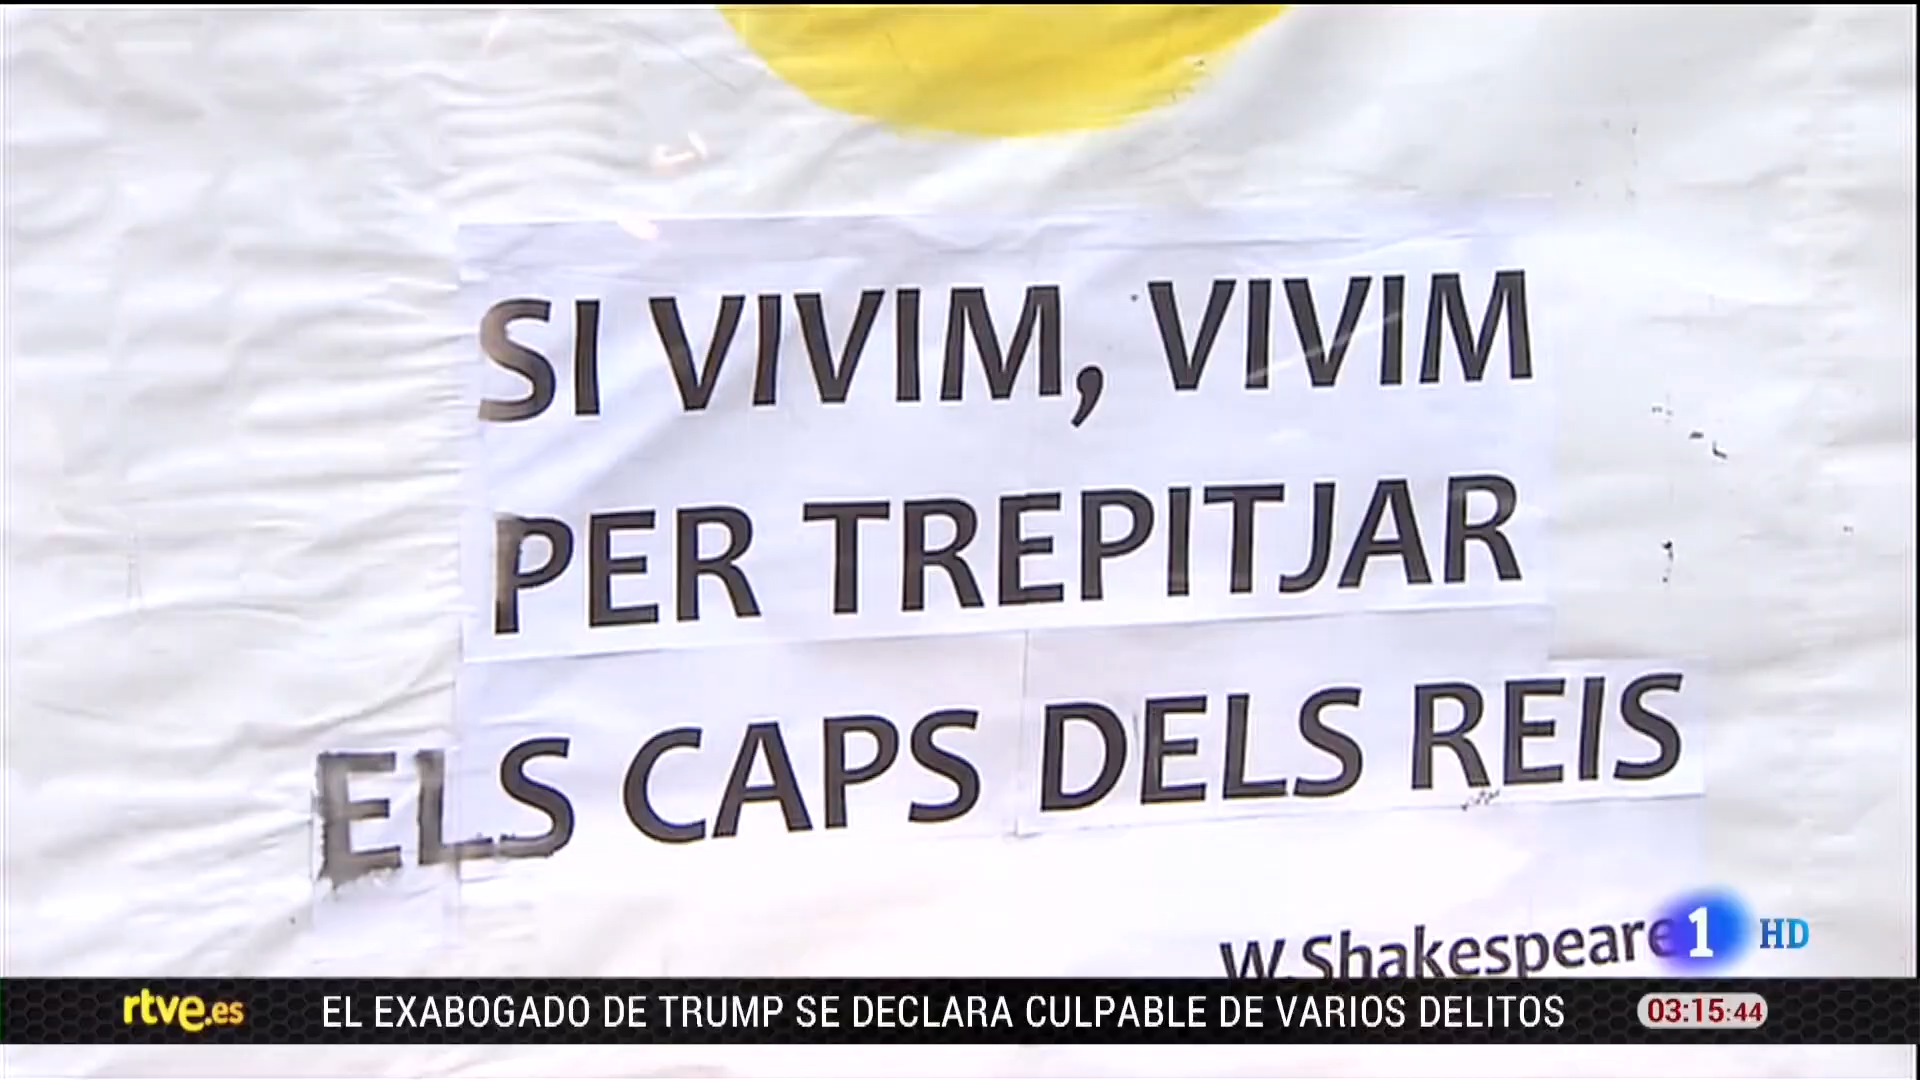 SI VIVIM, VIVIM
PER TREPITJAR
ELS CAPS DELS REIS
W.Shakespeare
1 HD
rtve.es EL EXABOGADO DE TRUMP SE DECLARA CULPABLE DE VARIOS DELITOS 03:15:44